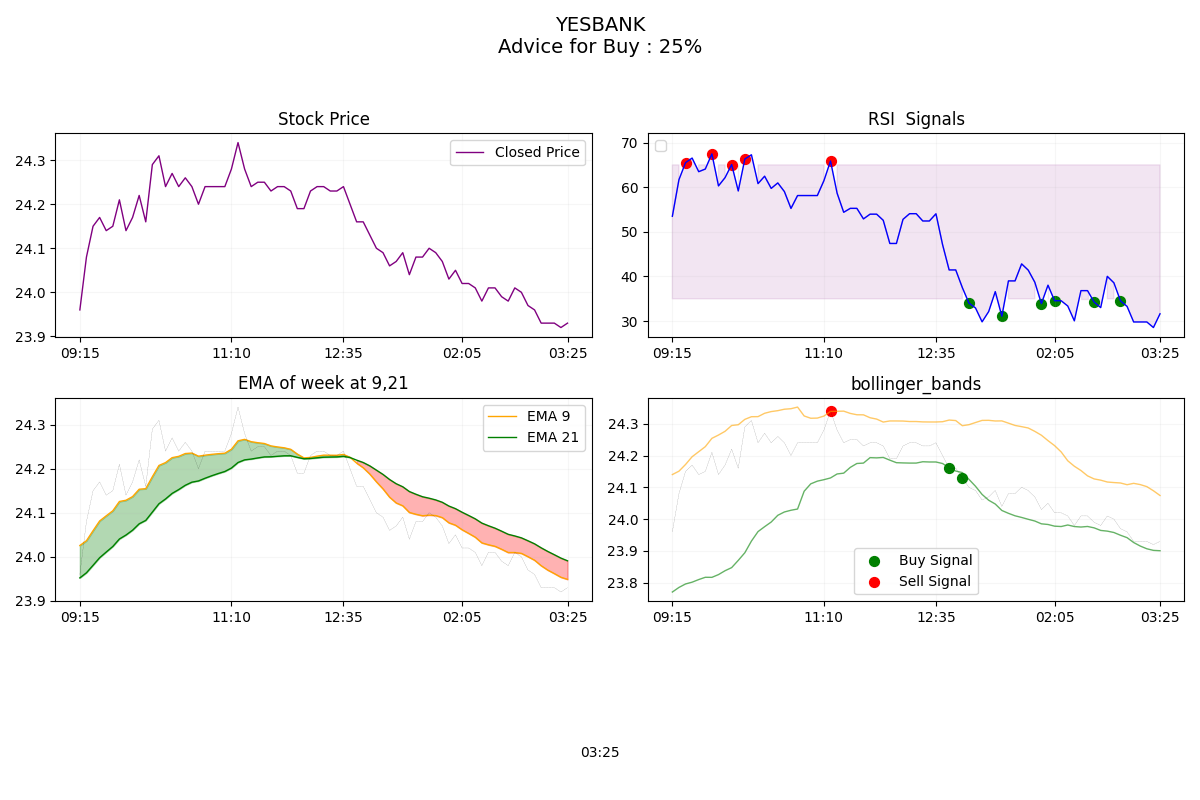 YESBANK
Advice for Buy : 25%
Stock Price
24.3
24.2
24.1
24.0
23.9
Closed Price
09:15 11:10 12:35 02:05 03:25
RSI  Signals
70
60
50
40
30
09:15 11:10 12:35 02:05 03:25
EMA of week at 9,21
24.3
24.2
24.1
24.0
23.9
EMA 9
EMA 21
09:15 11:10 12:35 02:05 03:25
bollinger_bands
24.3
24.2
24.1
24.0
23.9
23.8
Buy Signal
Sell Signal
09:15 11:10 12:35 02:05 03:25
03:25